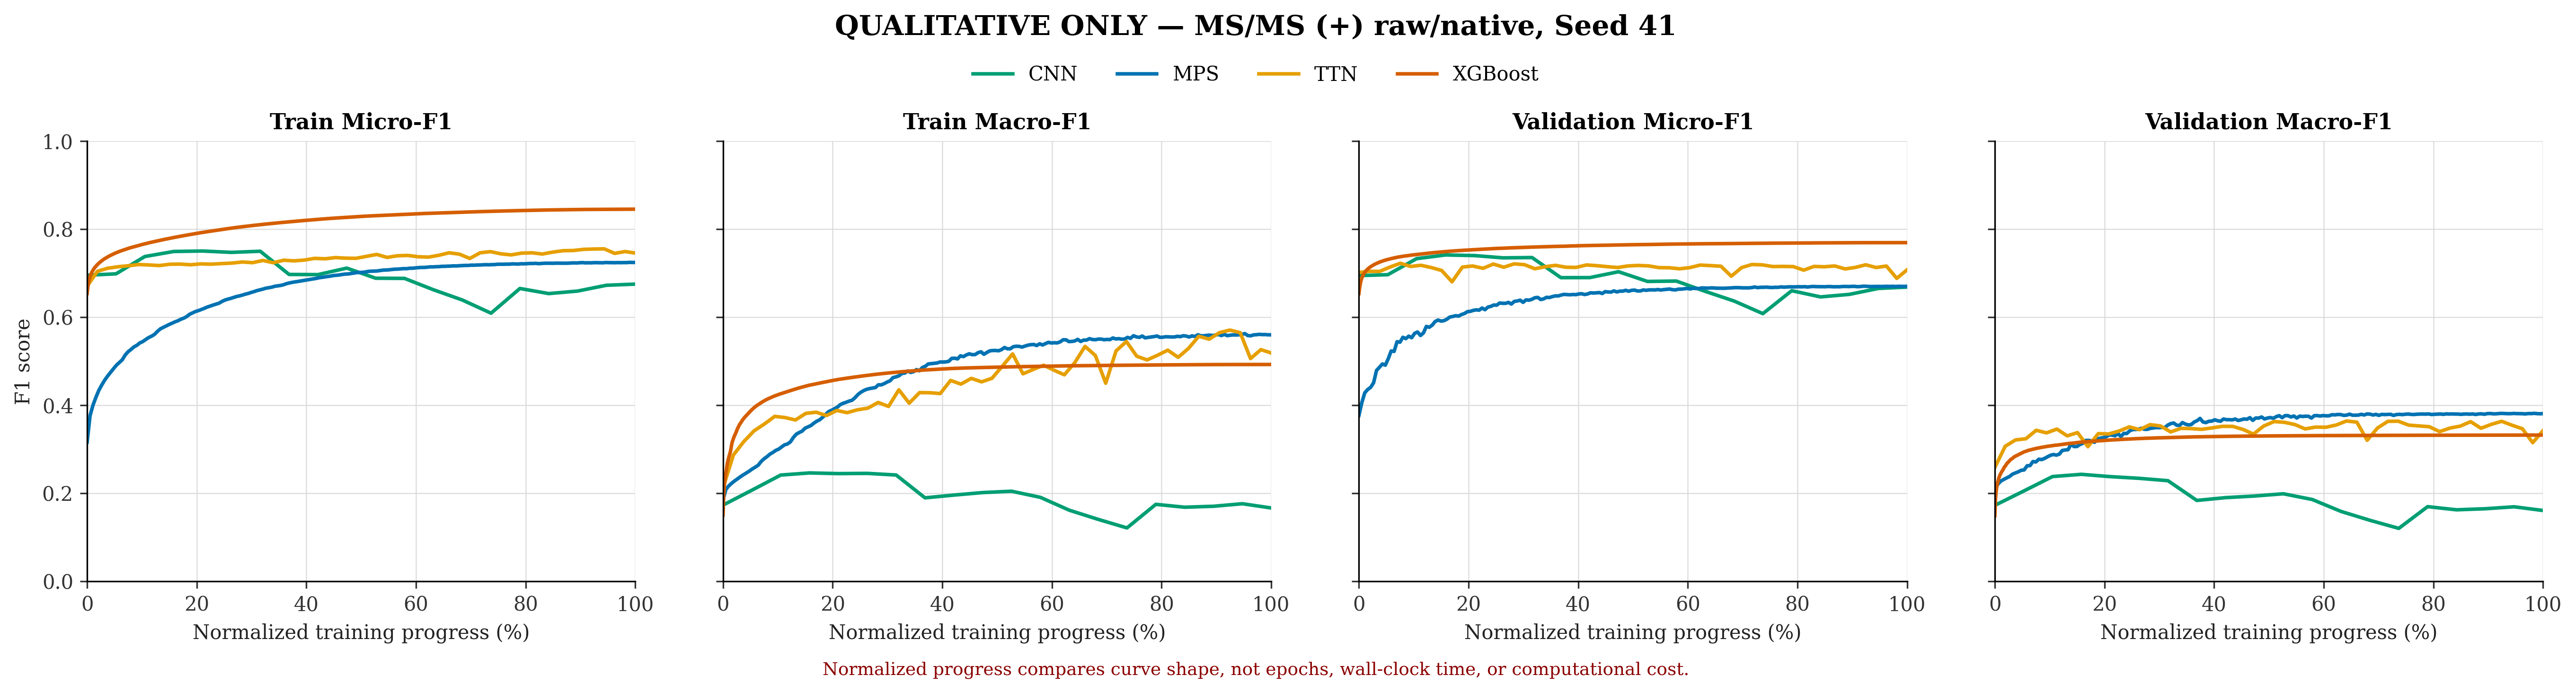 QUALITATIVE ONLY — MS/MS (+) raw/native, Seed 41
CNN MPS TTN XGBoost
Train Micro-F1
Train Macro-F1
Validation Micro-F1
Validation Macro-F1
F1 score
1.0
0.8
0.6
0.4
0.2
0.0
0 20 40 60 80 100
0 20 40 60 80 100
0 20 40 60 80 100
0 20 40 60 80 100
Normalized training progress (%)
Normalized training progress (%)
Normalized training progress (%)
Normalized training progress (%)
Normalized progress compares curve shape, not epochs, wall-clock time, or computational cost.